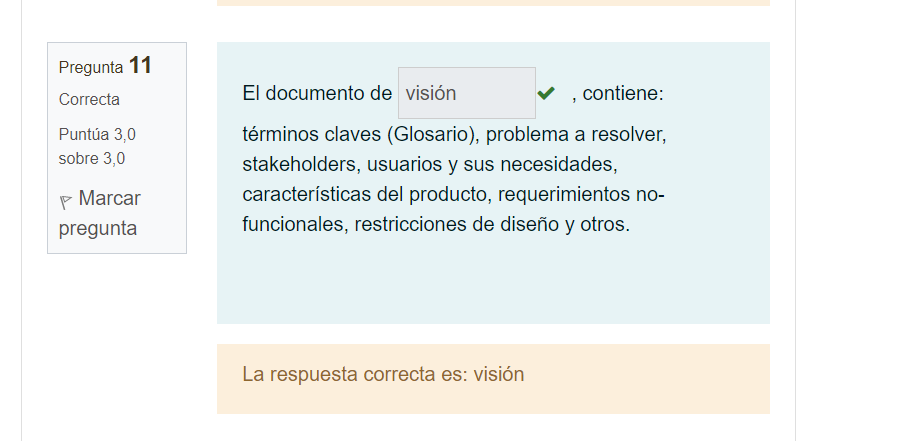 Pregunta 11
Correcta
Puntúa 3,0
sobre 3,0
Marcar
pregunta
El documento de visión , contiene:
términos claves (Glosario), problema a resolver,
stakeholders, usuarios y sus necesidades,
características del producto, requerimientos no-
funcionales, restricciones de diseño y otros.
La respuesta correcta es: visión